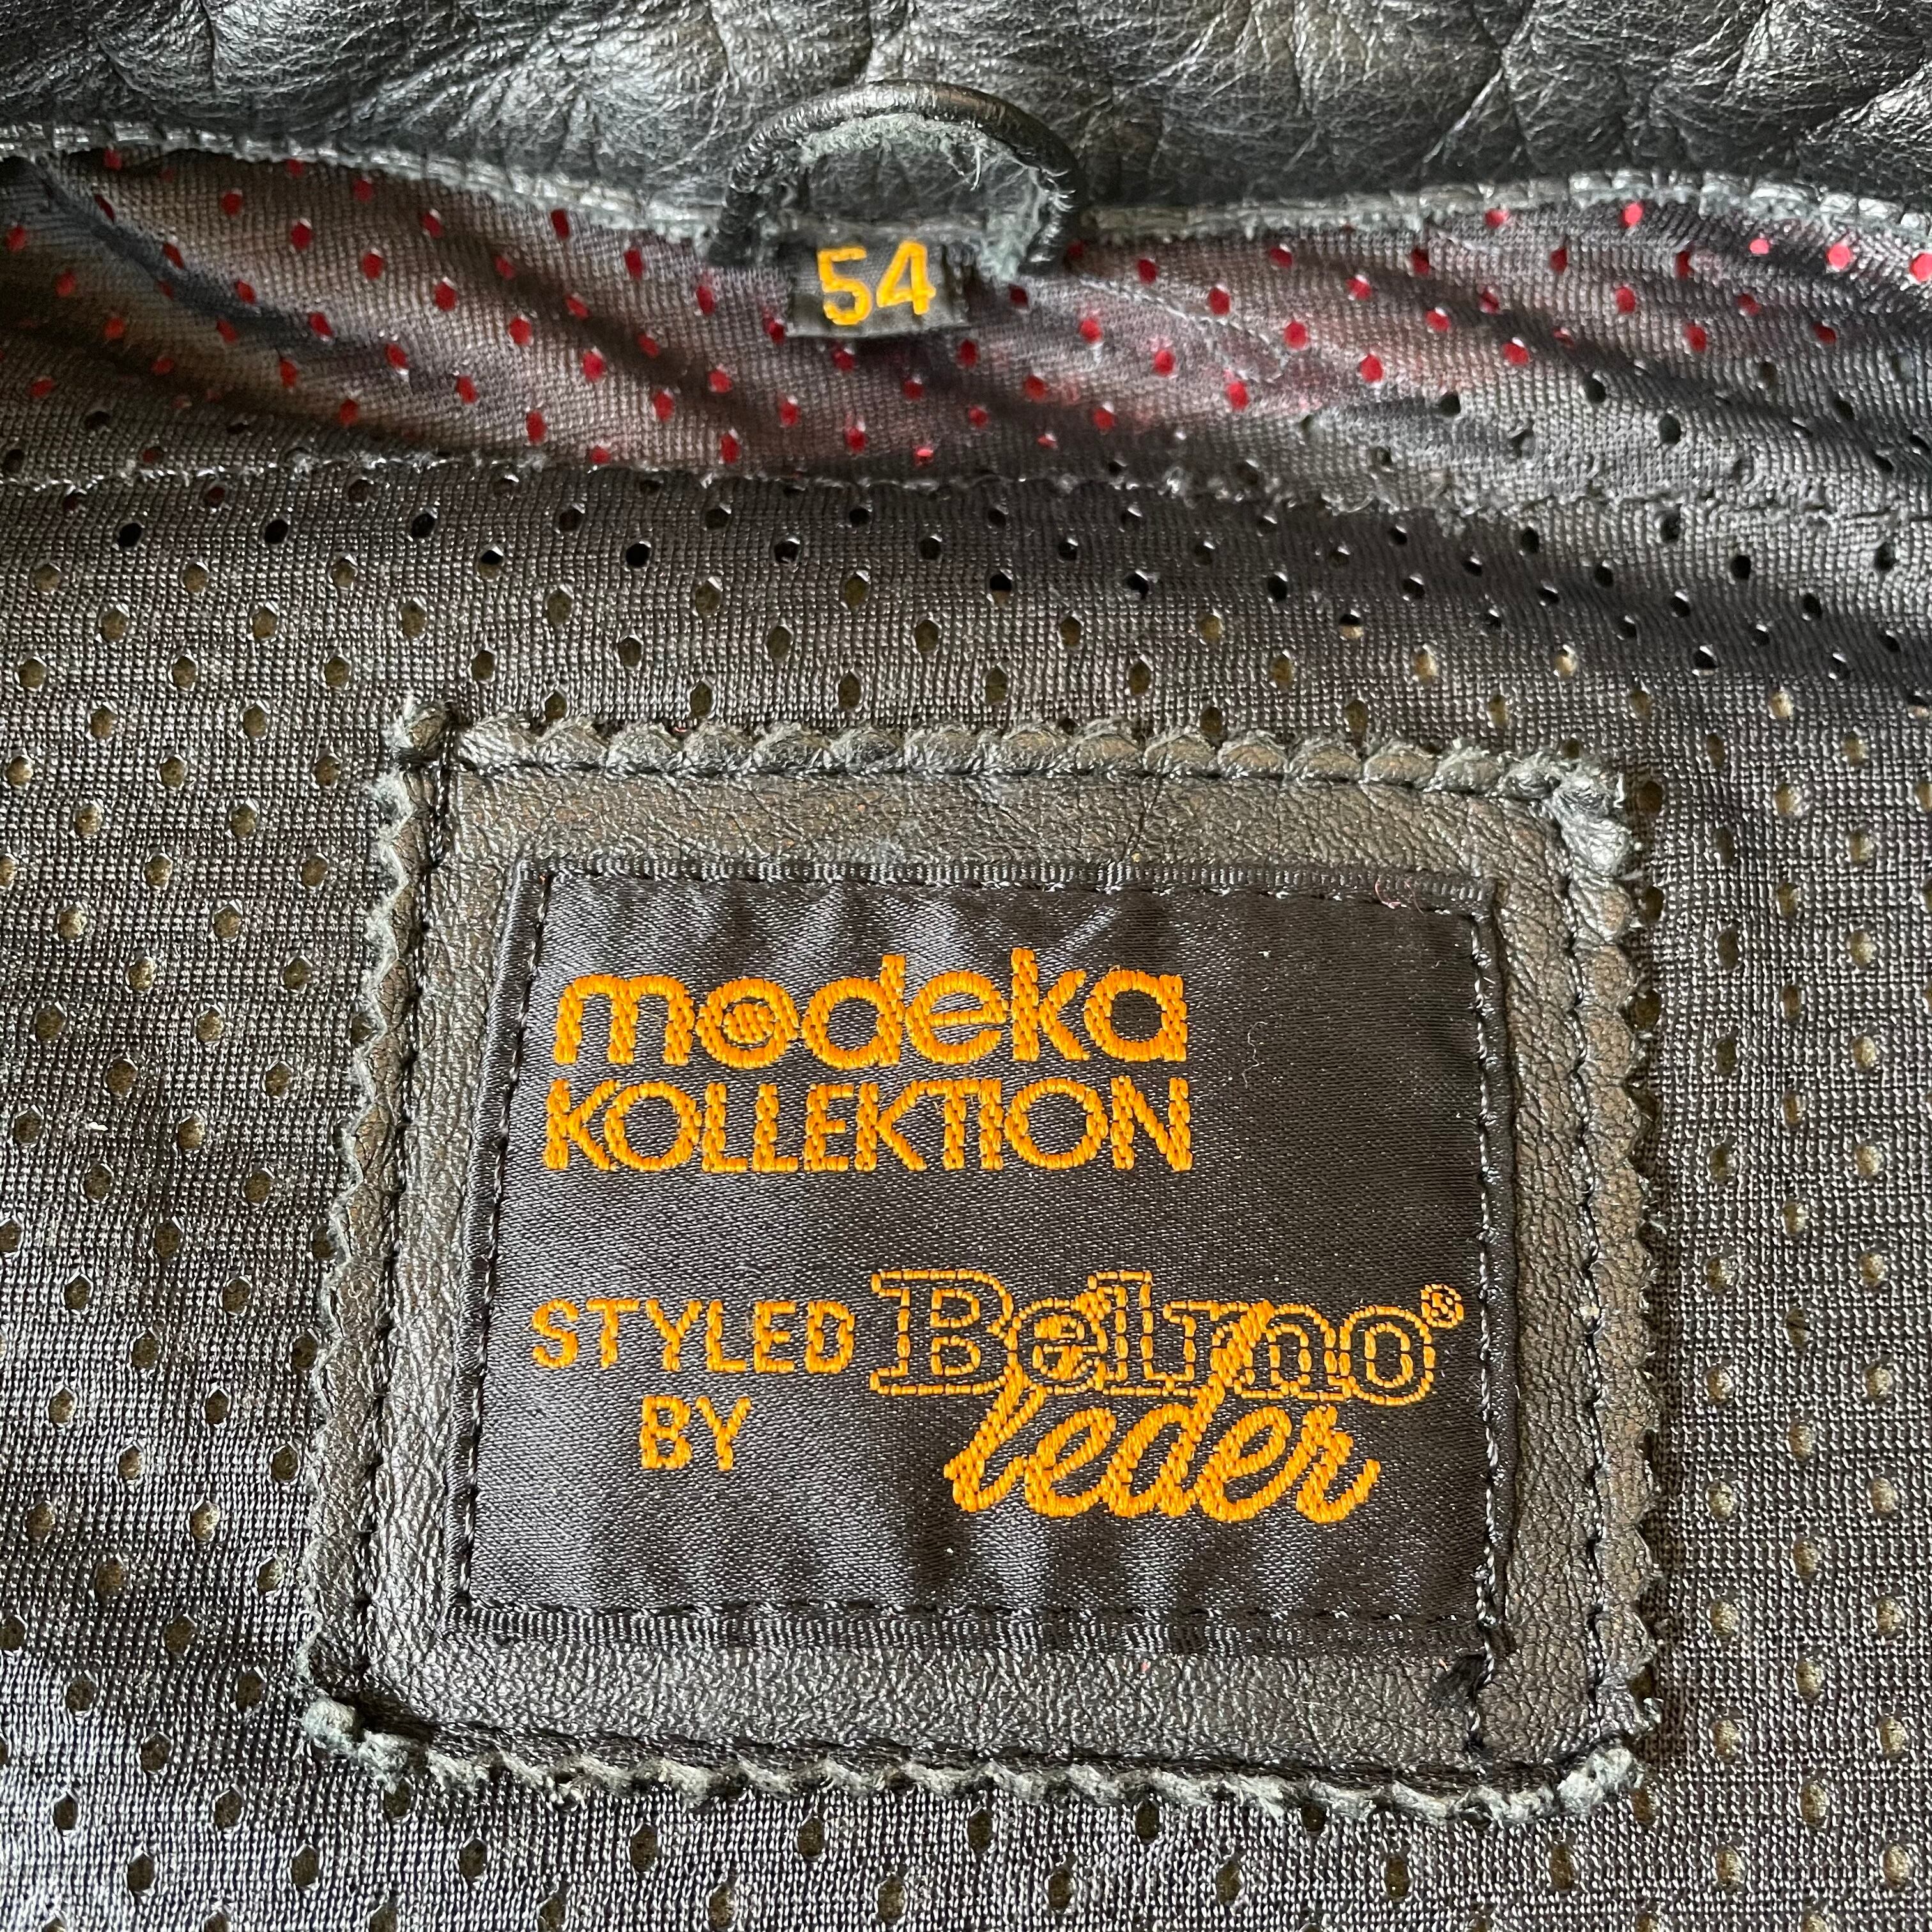 54
modeka
KOLLEKTION
STYLED Belmo®
BY leder